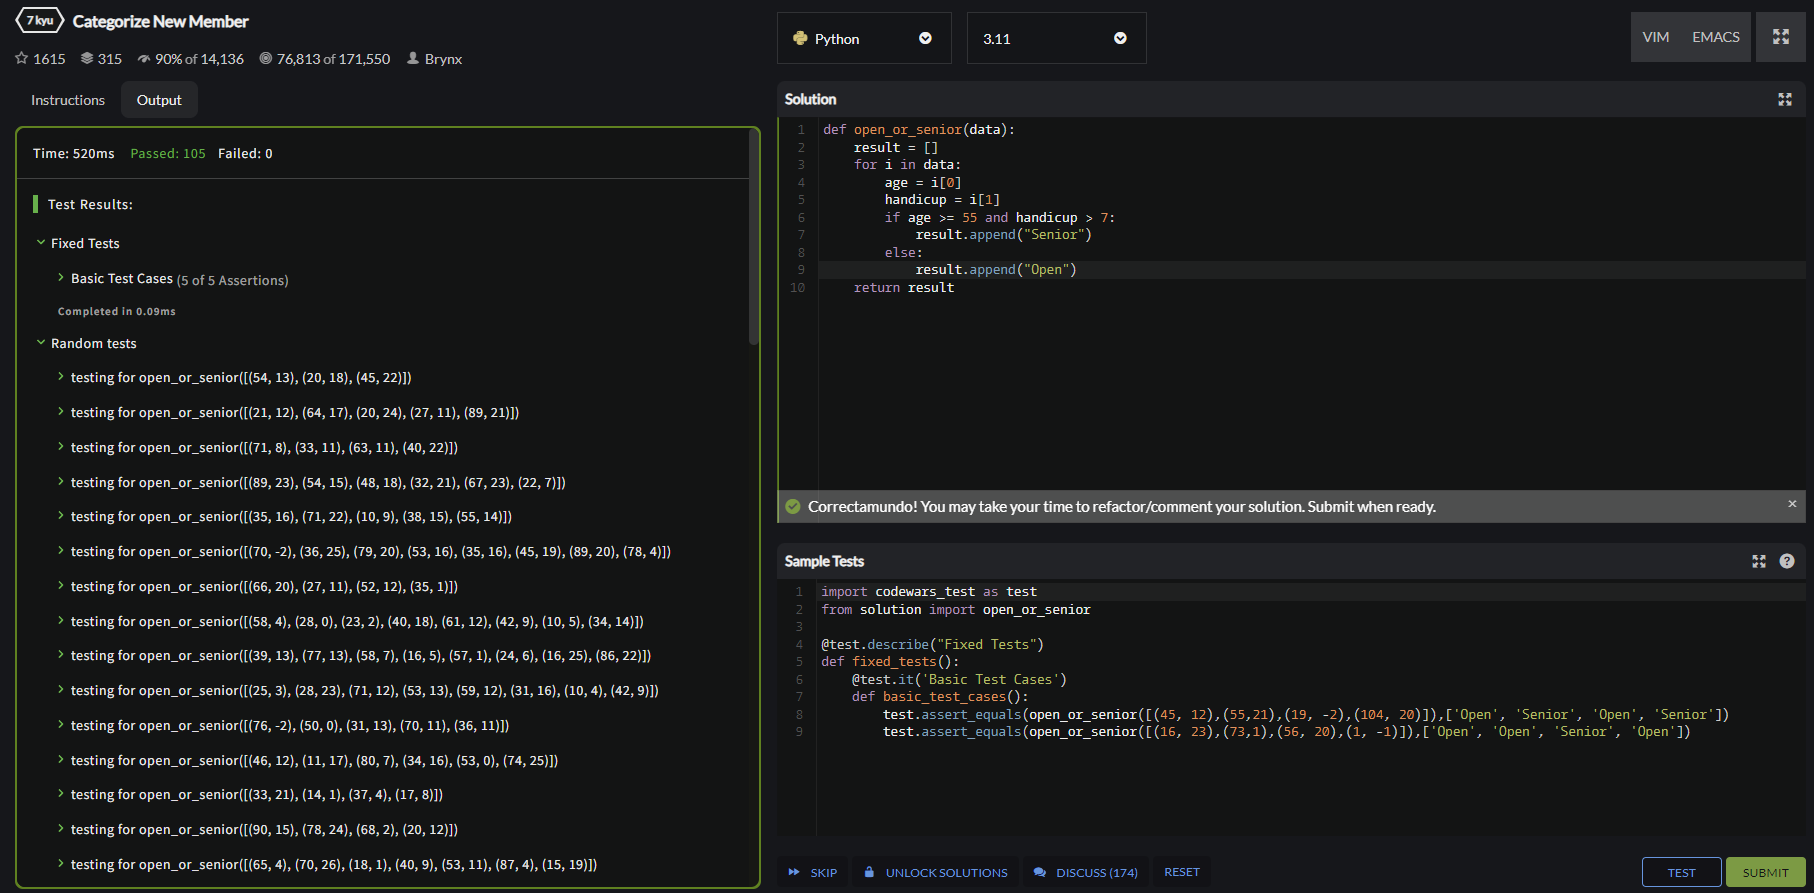 7 kyu Categorize New Member
1615 315 90% of 14,136 76,813 of 171,550 Brynx
Instructions Output
Time: 520ms Passed: 105 Failed: 0
Test Results:
Fixed Tests
Basic Test Cases (5 of 5 Assertions)
Completed in 0.09ms
Random tests
testing for open_or_senior([(54, 13), (20, 18), (45, 22)])
testing for open_or_senior([(21, 12), (64, 17), (20, 24), (27, 11), (89, 21)])
testing for open_or_senior([(71, 8), (33, 11), (63, 11), (40, 22)])
testing for open_or_senior([(89, 23), (54, 15), (48, 18), (32, 21), (67, 23), (22, 7)])
testing for open_or_senior([(35, 16), (71, 22), (10, 9), (38, 15), (55, 14)])
testing for open_or_senior([(70, -2), (36, 25), (79, 20), (53, 16), (35, 16), (45, 19), (89, 20), (78, 4)])
testing for open_or_senior([(66, 20), (27, 11), (52, 12), (35, 1)])
testing for open_or_senior([(58, 4), (28, 0), (23, 2), (40, 18), (61, 12), (42, 9), (10, 5), (34, 14)])
testing for open_or_senior([(39, 13), (77, 13), (58, 7), (16, 5), (57, 1), (24, 6), (16, 25), (86, 22)])
testing for open_or_senior([(25, 3), (28, 23), (71, 12), (53, 13), (59, 12), (31, 16), (10, 4), (42, 9)])
testing for open_or_senior([(76, -2), (50, 0), (31, 13), (70, 11), (36, 11)])
testing for open_or_senior([(46, 12), (11, 17), (80, 7), (34, 16), (53, 0), (74, 25)])
testing for open_or_senior([(33, 21), (14, 1), (37, 4), (17, 8)])
testing for open_or_senior([(90, 15), (78, 24), (68, 2), (20, 12)])
testing for open_or_senior([(65, 4), (70, 26), (18, 1), (40, 9), (53, 11), (87, 4), (15, 19)])
Python 3.11 VIM EMACS
Solution
1 def open_or_senior(data):
2 result = []
3 for i in data:
4 age = i[0]
5 handicup = i[1]
6 if age >= 55 and handicup > 7:
7 result.append("Senior")
8 else:
9 result.append("Open")
10 return result
Correctamundo! You may take your time to refactor/comment your solution. Submit when ready. ×
Sample Tests ?
1 import codewars_test as test
2 from solution import open_or_senior
3
4 @test.describe("Fixed Tests")
5 def fixed_tests():
6 @test.it('Basic Test Cases')
7 def basic_test_cases():
8 test.assert_equals(open_or_senior([(45, 12),(55,21),(19, -2),(104, 20)]),['Open', 'Senior', 'Open', 'Senior'])
9 test.assert_equals(open_or_senior([(16, 23),(73,1),(56, 20),(1, -1)]),['Open', 'Open', 'Senior', 'Open'])
SKIP UNLOCK SOLUTIONS DISCUSS (174) RESET TEST SUBMIT